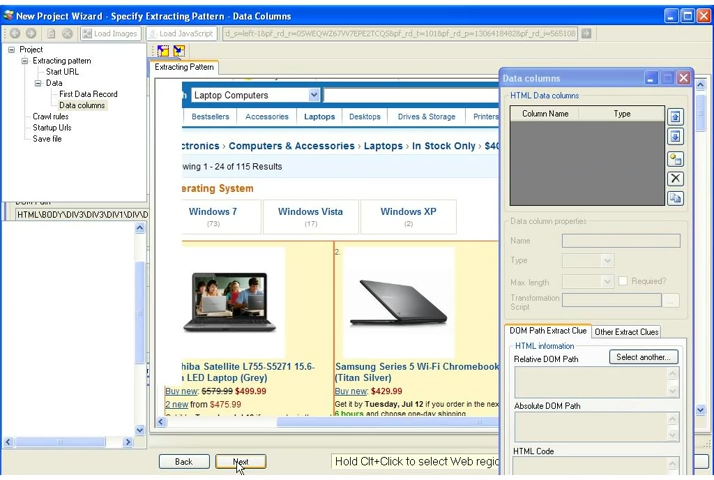 New Project Wizard - Specify Extracting Pattern - Data Columns
Load Images
Load JavaScript
Project
Extracting pattern
Start URL
Data
First Data Record
Data columns
Crawl rules
Startup Urls
Save file
HTML\BODY\DIV3\DIV3\DIV1\DIV\D
Extracting Pattern
h
Laptop Computers
Bestsellers
Accessories
Laptops
Desktops
Drives & Storage
Printers
ctronics › Computers & Accessories › Laptops › In Stock Only › $40
wing 1 - 24 of 115 Results
erating System
Windows 7
Windows Vista
Windows XP
(73)
(17)
(2)
2.
hiba Satellite L755-S5271 15.6-
LED Laptop (Grey)
Buy new: $579.99 $499.99
2 new from $475.99
Samsung Series 5 Wi-Fi Chromebook
(Titan Silver)
Buy new: $429.99
Get it by Tuesday, Jul 12 if you order in the nex
6 hours and choose one-day shipping
Data columns
HTML Data columns
Column Name
Type
Data column properties
Name
Type
Max. length
Required?
Transformation
Script
...
DOM Path Extract Clue
Other Extract Clues
HTML information
Relative DOM Path
Select another...
Absolute DOM Path
HTML Code
Back
Next
Hold Clt+Click to select Web regio